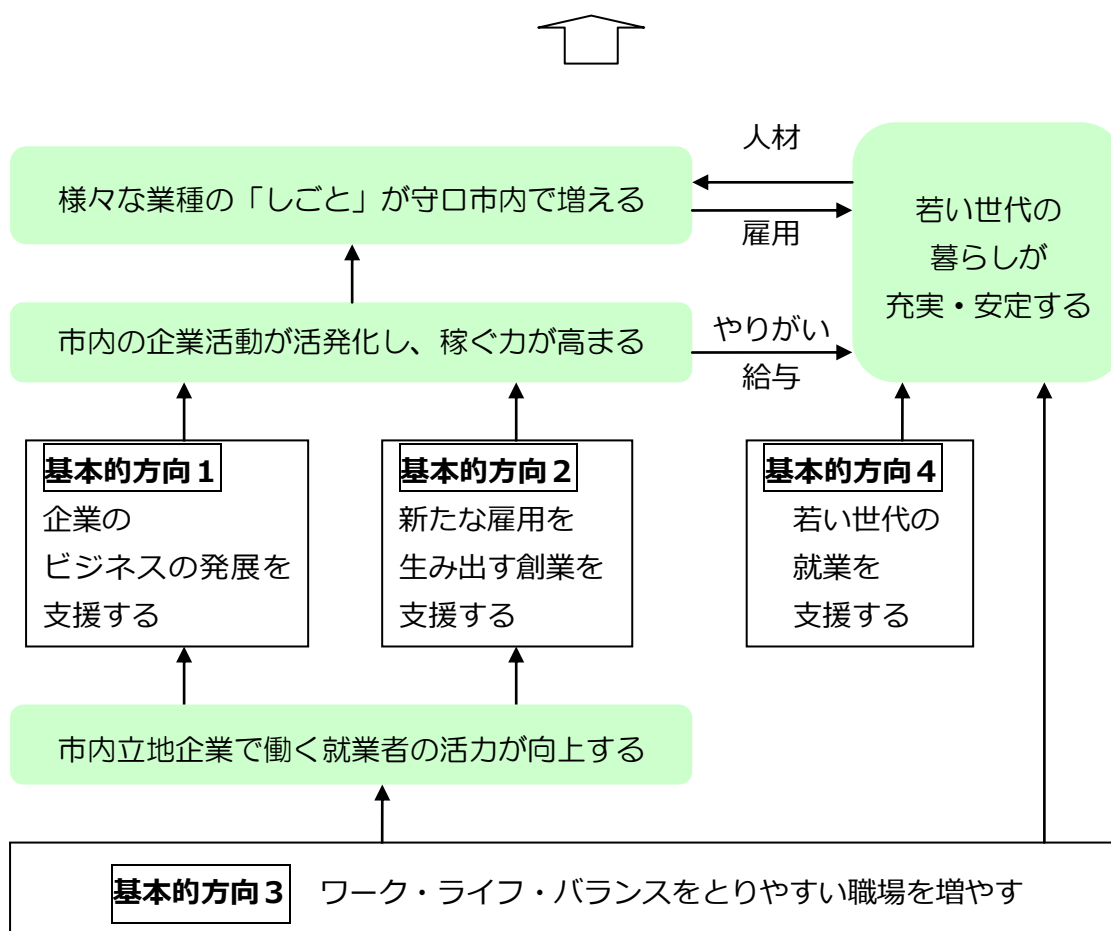 人材
様々な業種の「しごと」が守口市内で増える
雇用
若い世代の
暮らしが
充実・安定する
市内の企業活動が活発化し、稼ぐ力が高まる
やりがい
給与
基本的方向１
企業の
ビジネスの発展を
支援する
基本的方向２
新たな雇用を
生み出す創業を
支援する
基本的方向４
若い世代の
就業を
支援する
市内立地企業で働く就業者の活力が向上する
基本的方向３ ワーク・ライフ・バランスをとりやすい職場を増やす